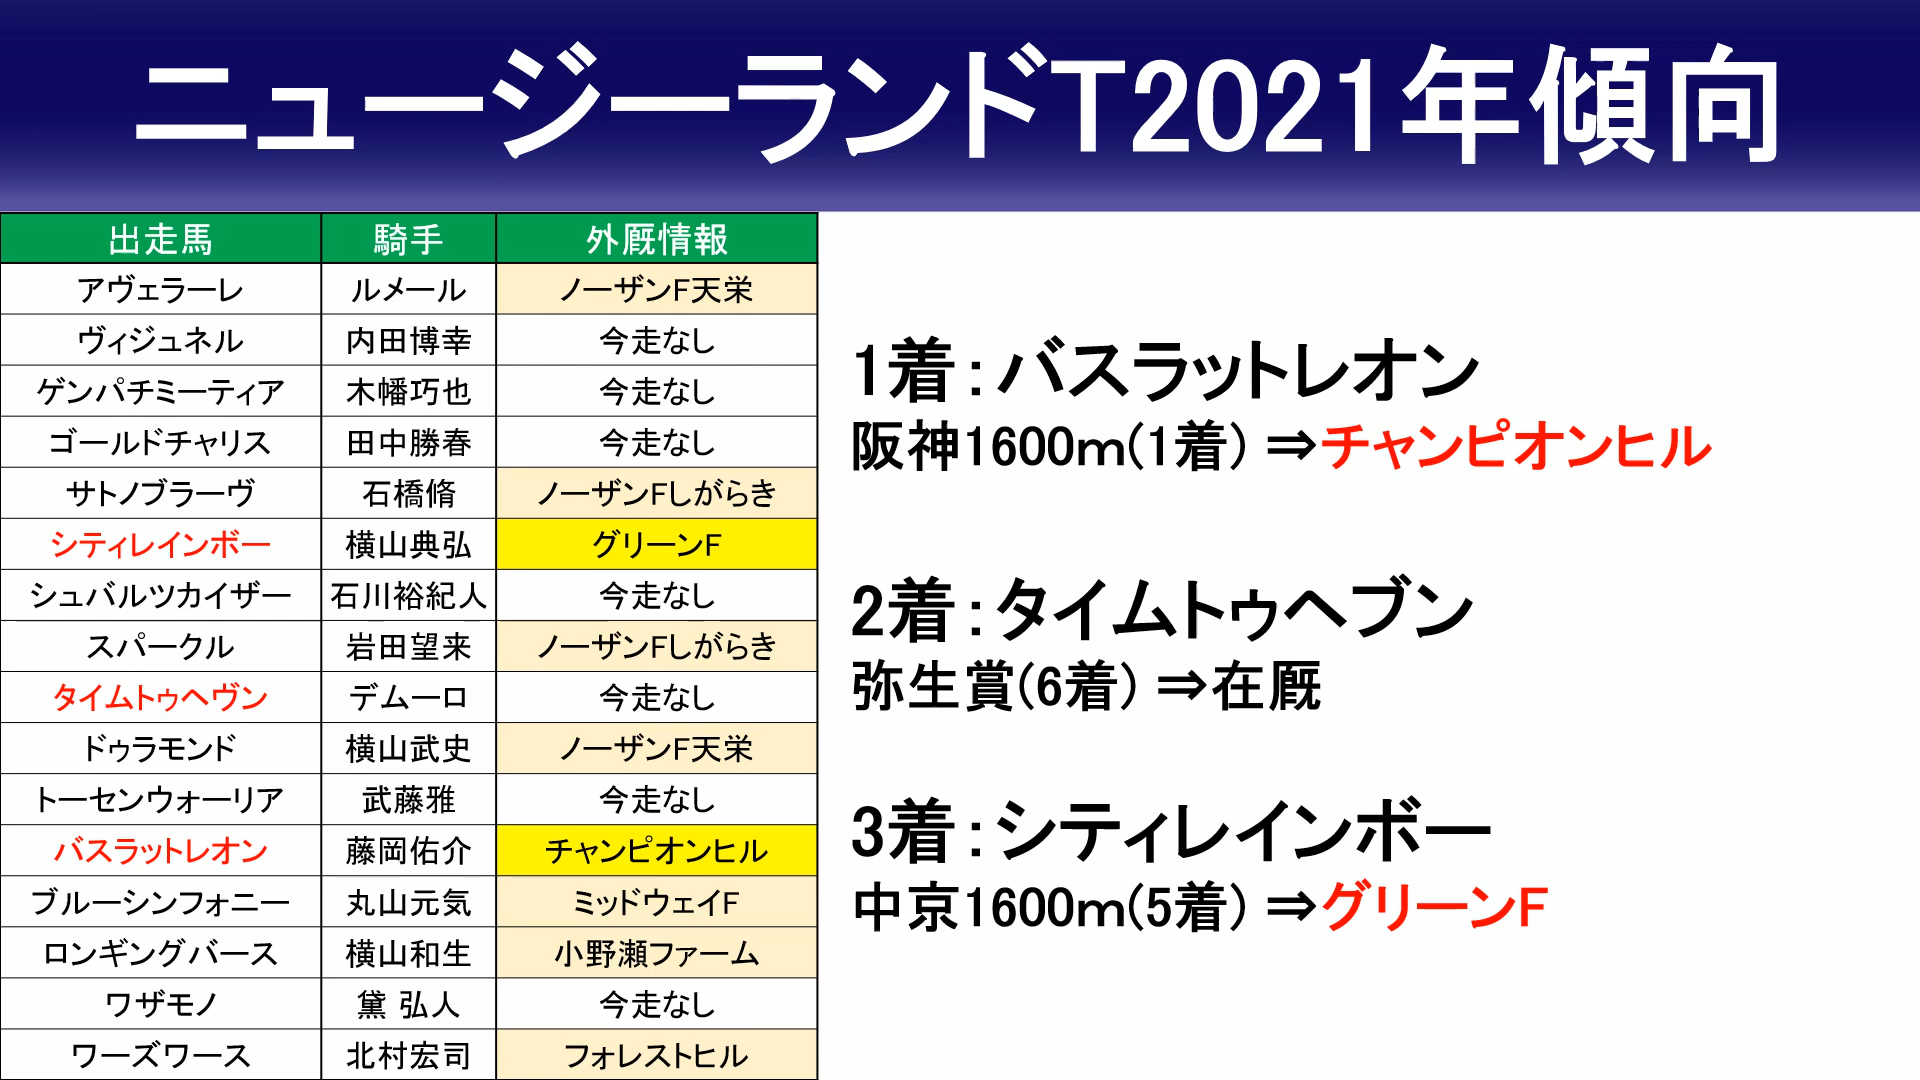 ニュージーランドT2021年傾向
出走馬 騎手 外厩情報
アヴェラーレ ルメール ノーザンF天栄
ヴィジュネル 内田博幸 今走なし
ゲンパチミーティア 木幡巧也 今走なし
ゴールドチャリス 田中勝春 今走なし
サトノブラーヴ 石橋脩 ノーザンFしがらき
シティレインボー 横山典弘 グリーンF
シュバルツカイザー 石川裕紀人 今走なし
スパークル 岩田望来 ノーザンFしがらき
タイムトゥヘヴン デムーロ 今走なし
ドゥラモンド 横山武史 ノーザンF天栄
トーセンウォーリア 武藤雅 今走なし
バスラットレオン 藤岡佑介 チャンピオンヒル
ブルーシンフォニー 丸山元気 ミッドウェイF
ロンギングバース 横山和生 小野瀬ファーム
ワザモノ 黛 弘人 今走なし
ワーズワース 北村宏司 フォレストヒル
1着：バスラットレオン
阪神1600m(1着) ⇒チャンピオンヒル
2着：タイムトゥヘブン
弥生賞(6着) ⇒在厩
3着：シティレインボー
中京1600m(5着) ⇒グリーンF